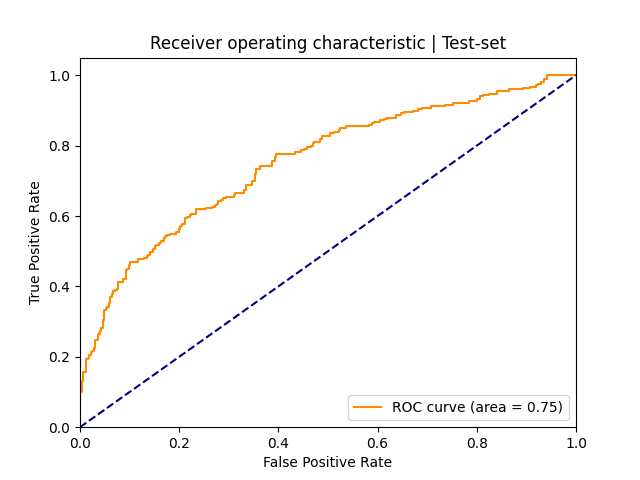 Receiver operating characteristic | Test-set
True Positive Rate
1.0
0.8
0.6
0.4
0.2
0.0
0.0 0.2 0.4 0.6 0.8 1.0
False Positive Rate
ROC curve (area = 0.75)